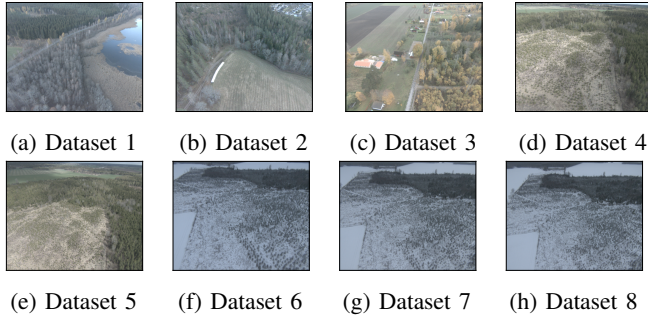 (a) Dataset 1 (b) Dataset 2 (c) Dataset 3 (d) Dataset 4
(e) Dataset 5 (f) Dataset 6 (g) Dataset 7 (h) Dataset 8